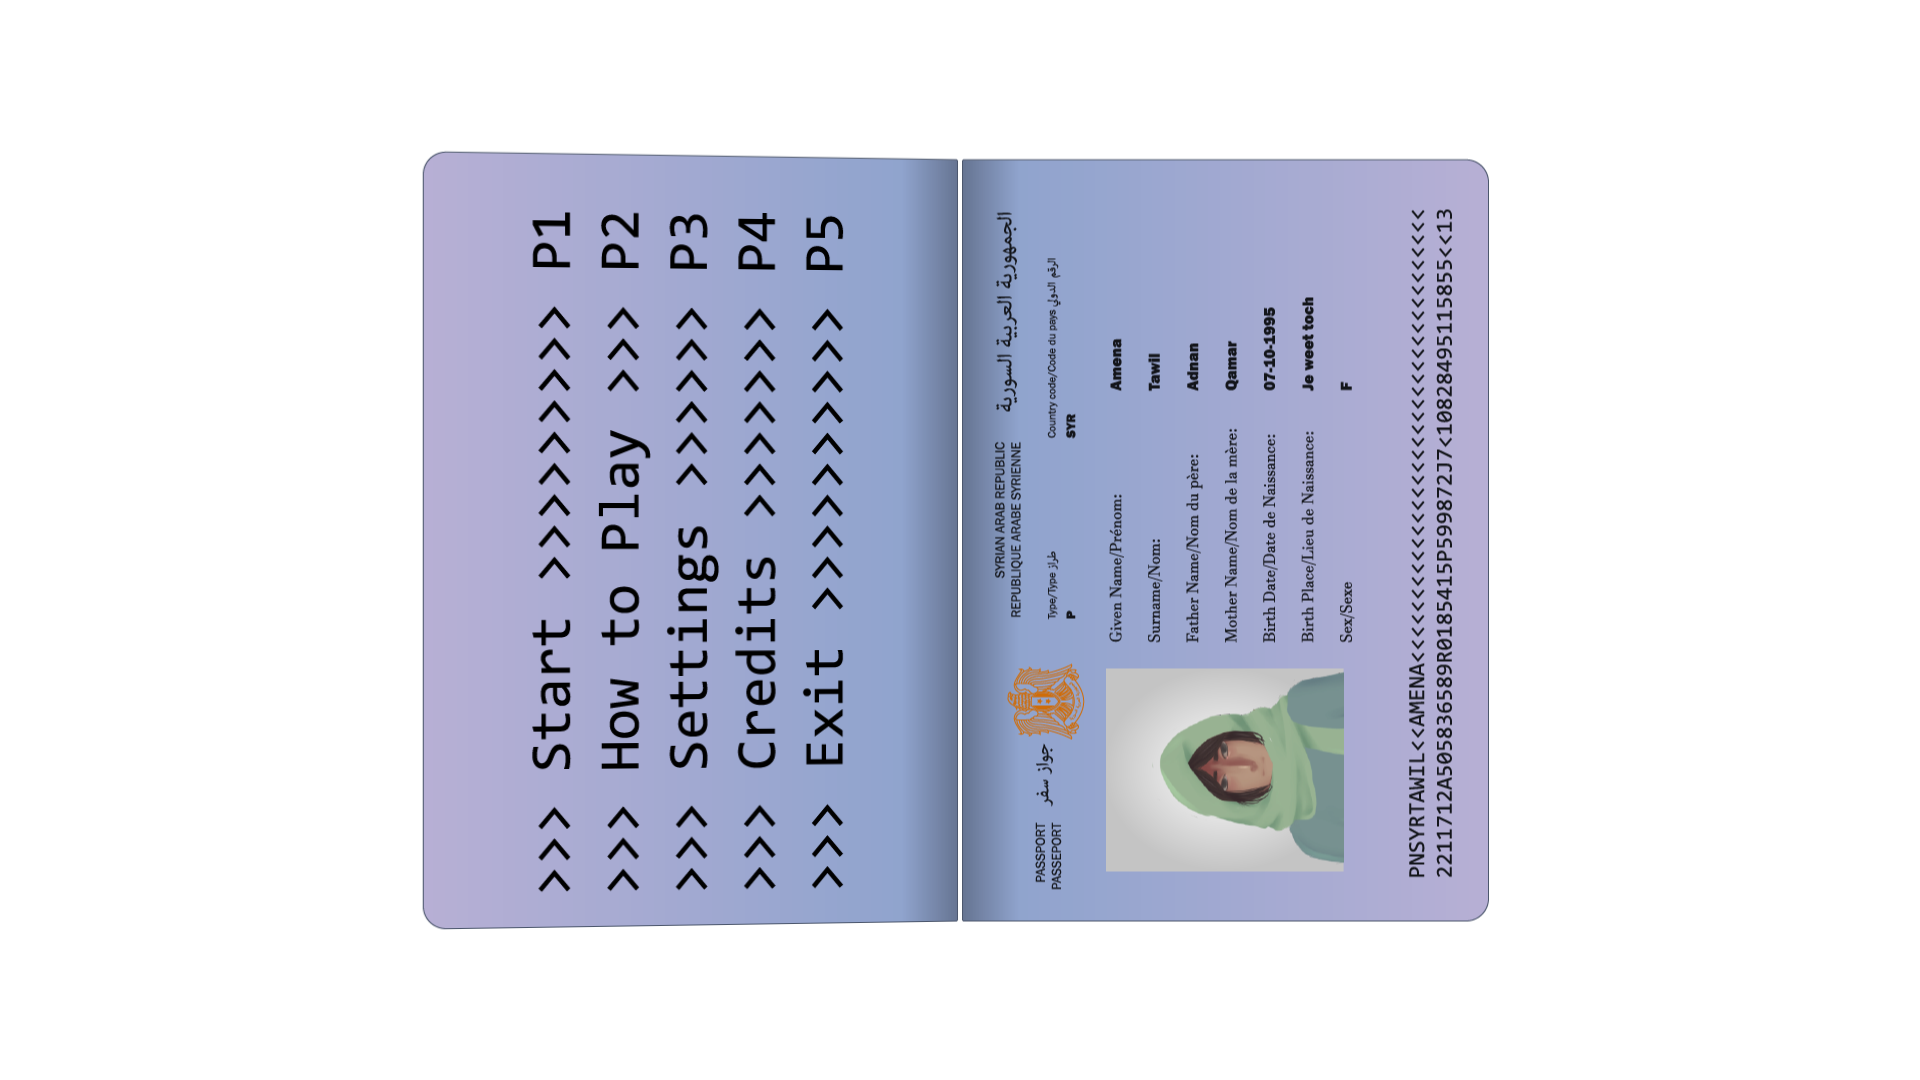 >>> Start >>>>>>>>> P1
>>> How to Play >>> P2
>>> Settings >>>>>> P3
>>> Credits >>>>>>> P4
>>> Exit >>>>>>>>>> P5
SYRIAN ARAB REPUBLIC
REPUBLIQUE ARABE SYRIENNE
الجمهورية العربية السورية
PASSPORT
PASSEPORT
جواز سفر
Type/Type طراز
P
Country code/Code du pays الرقم الدولي
SYR
Given Name/Prénom: Amena
Surname/Nom: Tawil
Father Name/Nom du père: Adnan
Mother Name/Nom de la mère: Qamar
Birth Date/Date de Naissance: 07-10-1995
Birth Place/Lieu de Naissance: Je weet toch
Sex/Sexe F
PNSYRTAWIL<<AMENA<<<<<<<<<<<<<<<<<<<<<<<<<<<<<<<<<<<<<
2211712A5058365589R0185415P599872J7<10828495115855<<13